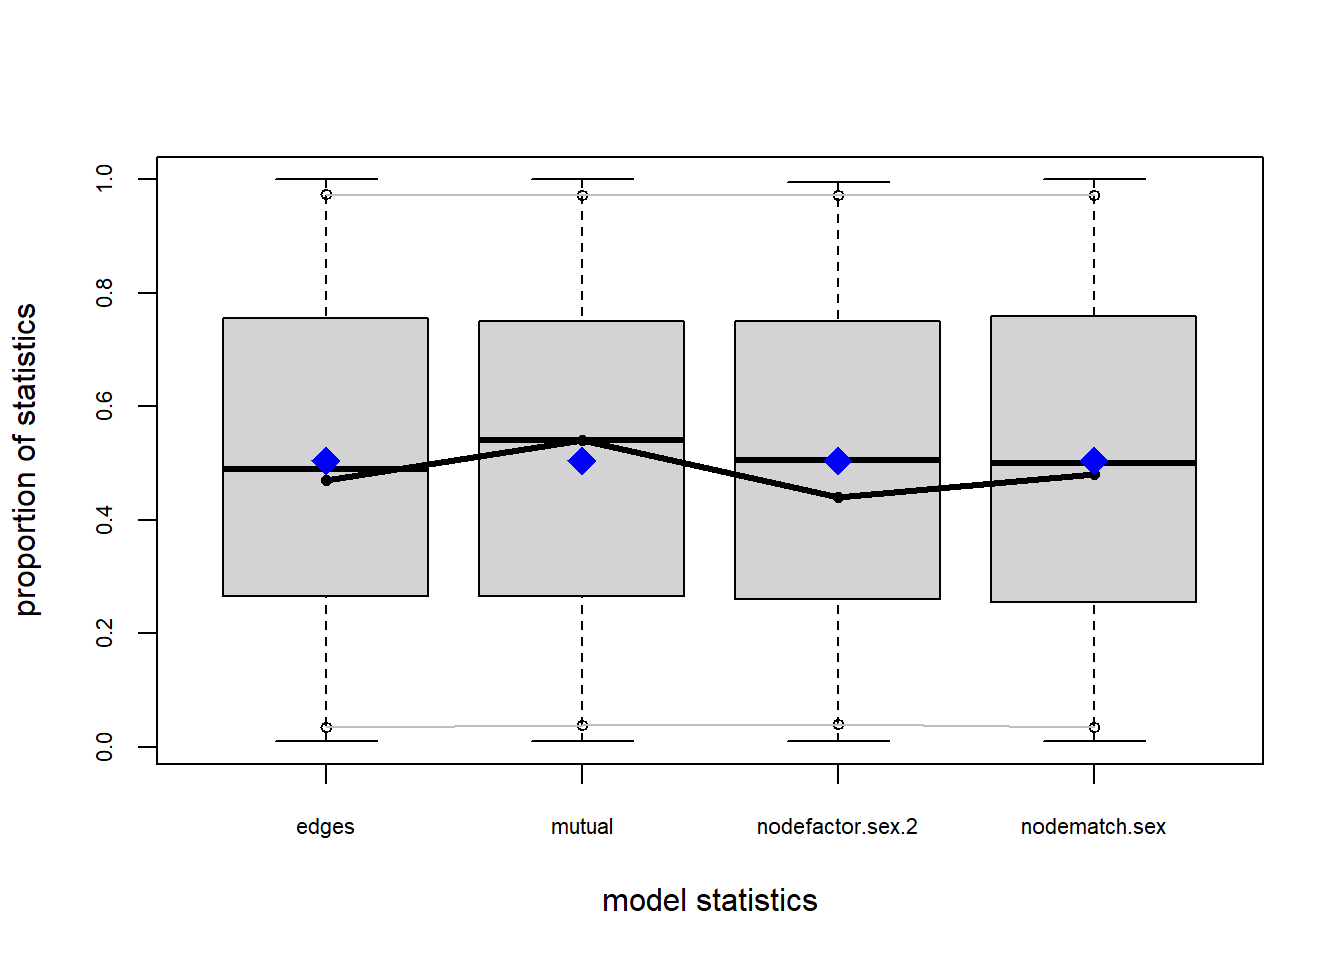 proportion of statistics
1.0
0.8
0.6
0.4
0.2
0.0
edges mutual nodefactor.sex.2 nodematch.sex
model statistics